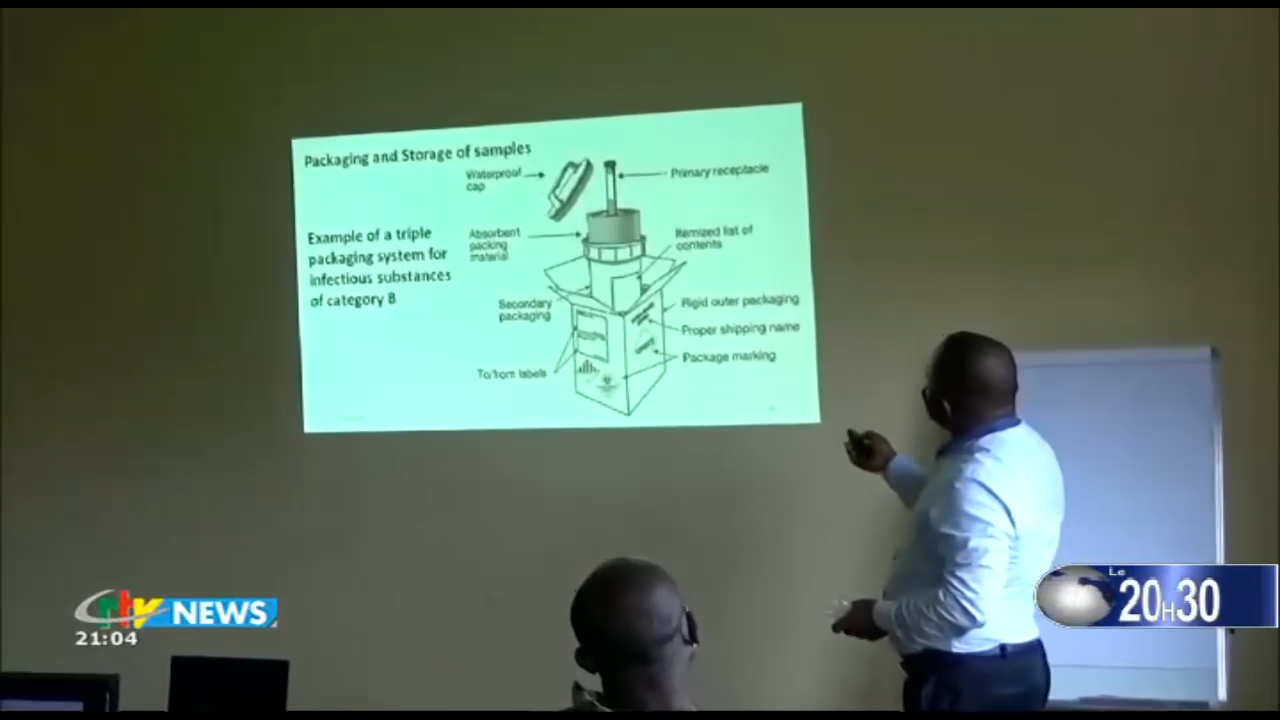 Packaging and Storage of samples
Waterproof
cap
Primary receptacle
Example of a triple
packaging system for
infectious substances
of category B
Absorbent
packing
material
Itemized list of
contents
Secondary
packaging
Rigid outer packaging
Proper shipping name
Package marking
To/from labels
crtv NEWS
21:04
Le
20H30